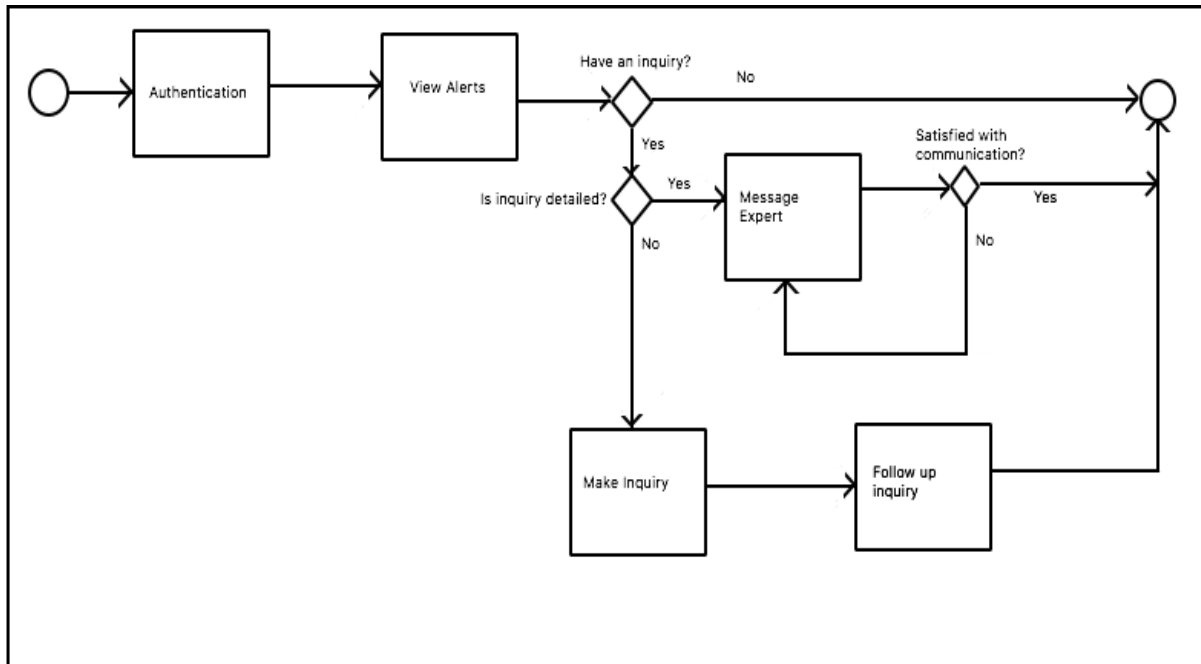 Have an inquiry?
Authentication
View Alerts
No
Yes
Satisfied with
communication?
Is inquiry detailed?
Yes
Message
Expert
Yes
No
No
Make Inquiry
Follow up
inquiry